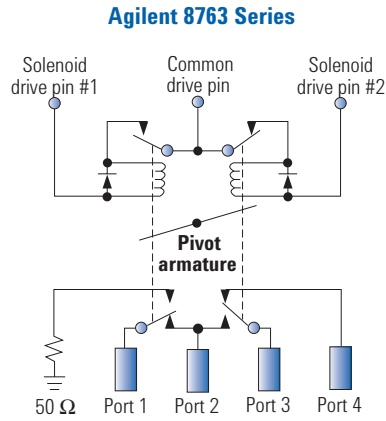 Agilent 8763 Series
Solenoid
drive pin #1
Common
drive pin
Solenoid
drive pin #2
Pivot
armature
50 Ω
Port 1
Port 2
Port 3
Port 4